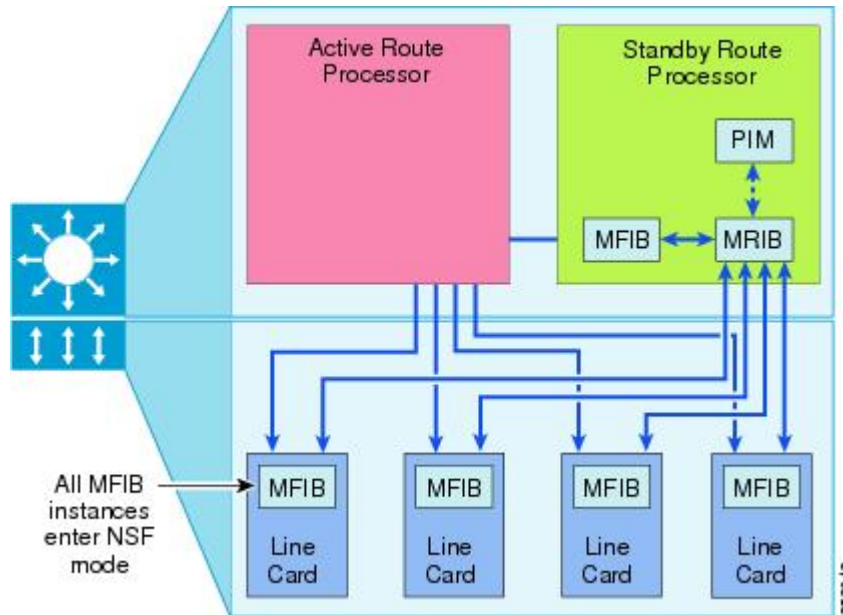 Active Route
Processor
Standby Route
Processor
PIM
MFIB
MRIB
All MFIB
instances
enter NSF
mode
MFIB
Line
Card
MFIB
Line
Card
MFIB
Line
Card
MFIB
Line
Card